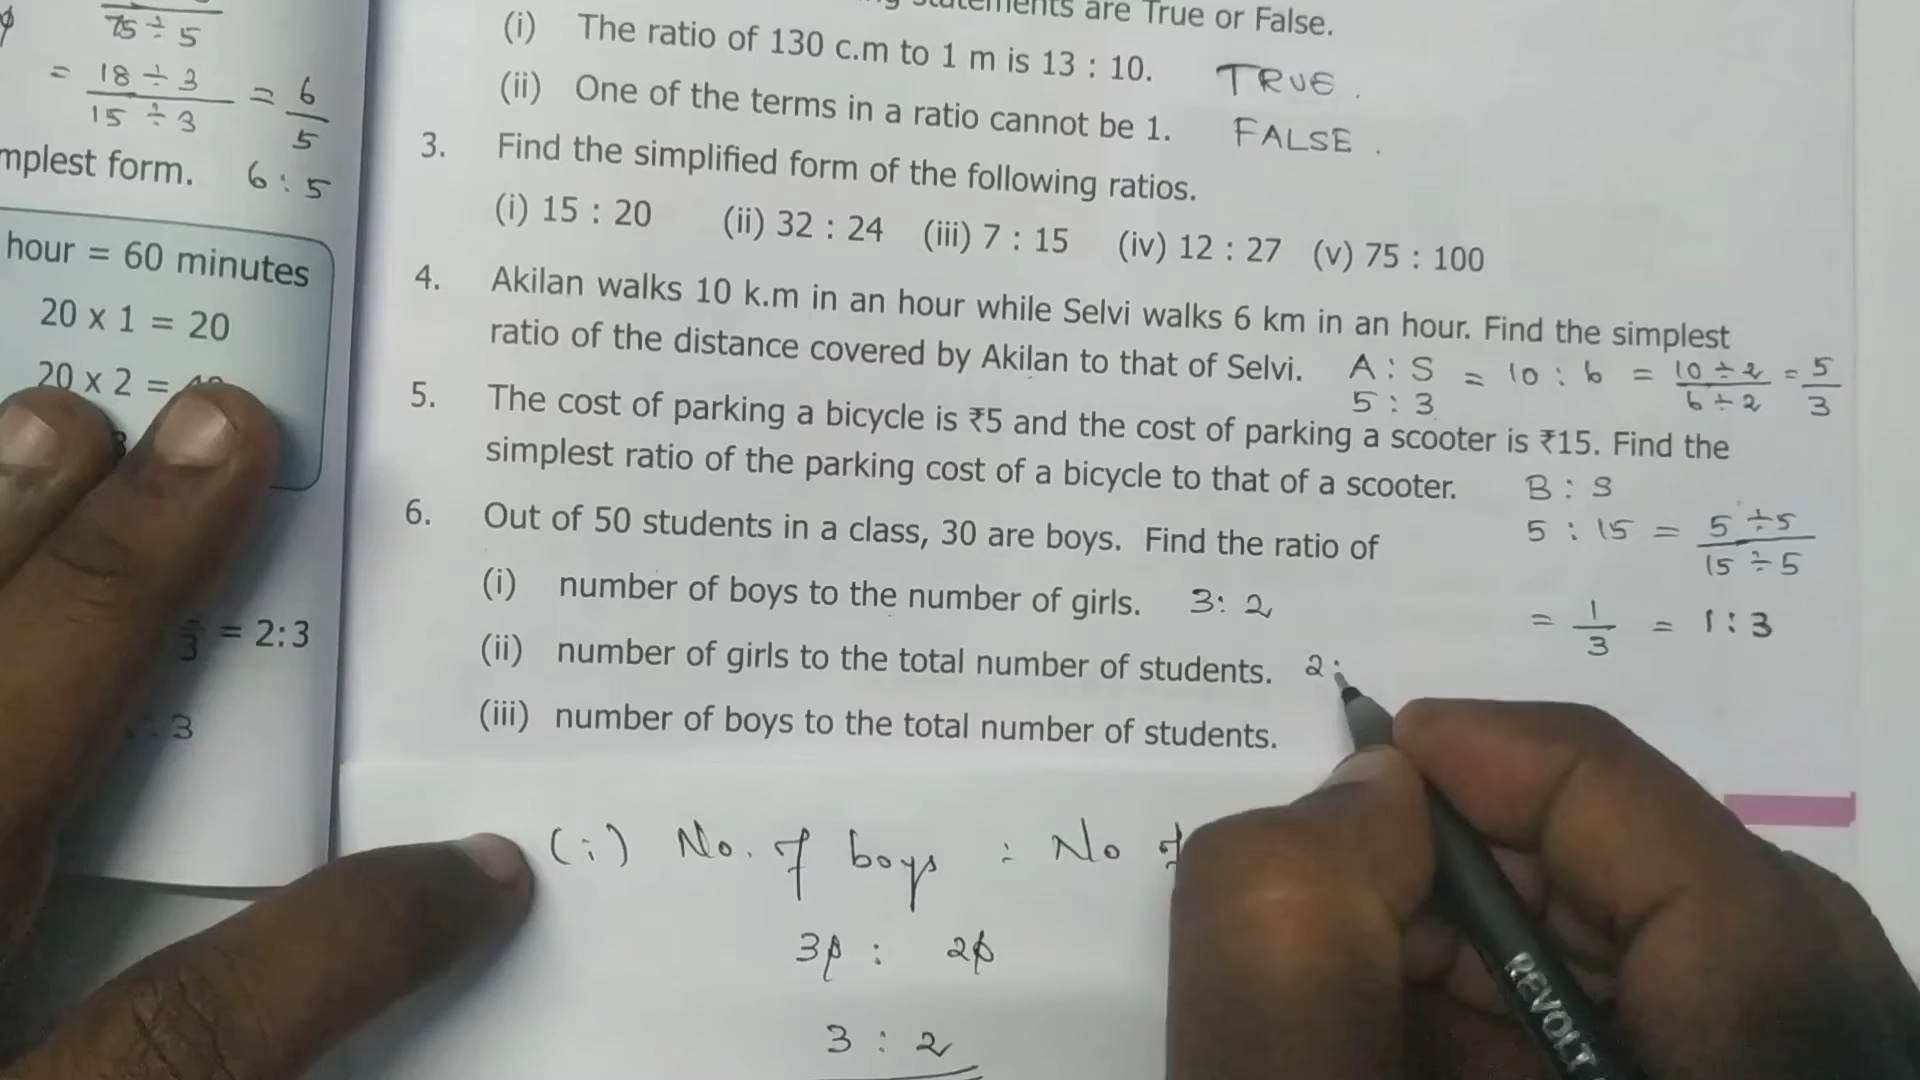 75 ÷ 5
= 18 ÷ 3 / 15 ÷ 3 = 6/5
mplest form. 6 : 5
hour = 60 minutes
20 x 1 = 20
20 x 2 =
3 = 2:3
: 3
statements are True or False.
(i) The ratio of 130 c.m to 1 m is 13 : 10. TRUE.
(ii) One of the terms in a ratio cannot be 1. FALSE.
3. Find the simplified form of the following ratios.
(i) 15 : 20 (ii) 32 : 24 (iii) 7 : 15 (iv) 12 : 27 (v) 75 : 100
4. Akilan walks 10 k.m in an hour while Selvi walks 6 km in an hour. Find the simplest
ratio of the distance covered by Akilan to that of Selvi. A : S = 10 : 6 = 10 ÷ 2 / 6 ÷ 2 = 5/3
5 : 3
5. The cost of parking a bicycle is ₹5 and the cost of parking a scooter is ₹15. Find the
simplest ratio of the parking cost of a bicycle to that of a scooter. B : S
5 : 15 = 5 ÷ 5 / 15 ÷ 5
= 1/3 = 1 : 3
6. Out of 50 students in a class, 30 are boys. Find the ratio of
(i) number of boys to the number of girls. 3 : 2
(ii) number of girls to the total number of students. 2 :
(iii) number of boys to the total number of students.
(i) No. of boys : No of
30 : 20
3 : 2
REVOLT